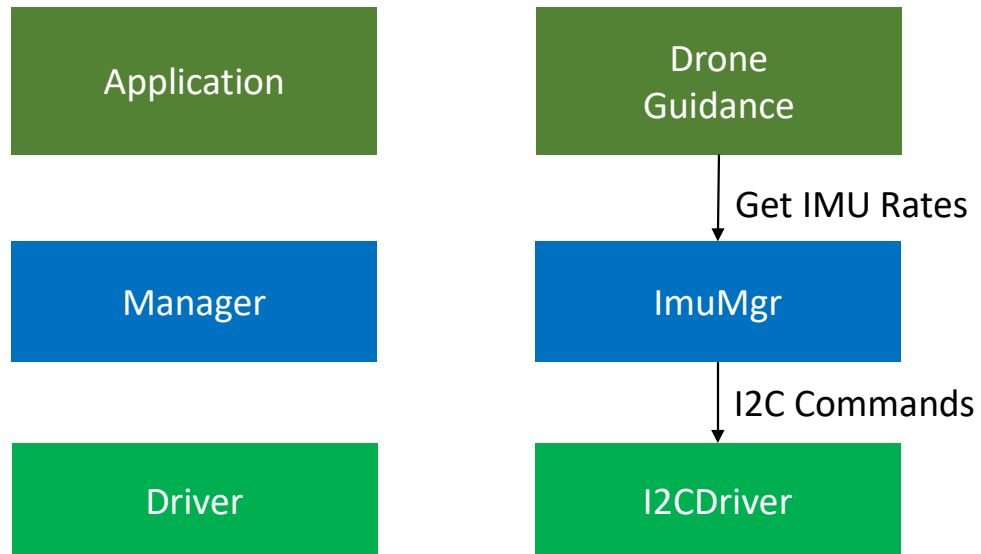 Application
Drone
Guidance
Get IMU Rates
Manager
ImuMgr
I2C Commands
Driver
I2CDriver